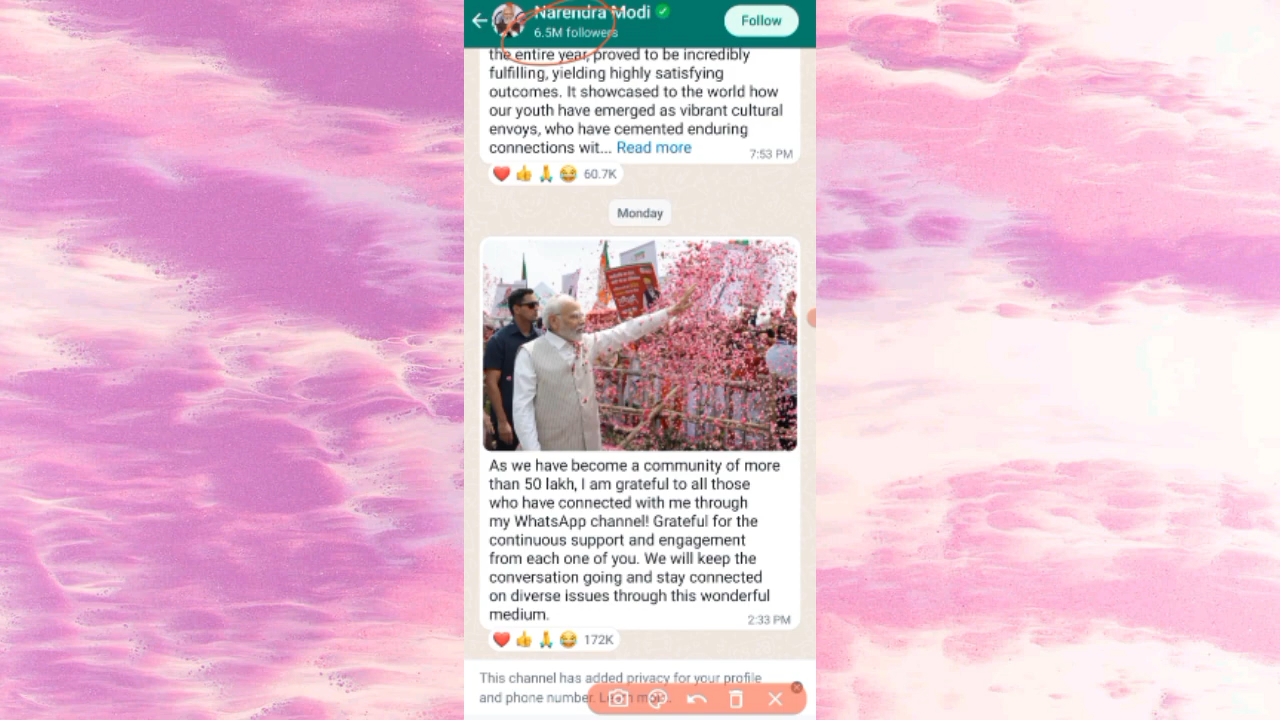 Narendra Modi
6.5M followers
Follow
the entire year, proved to be incredibly
fulfilling, yielding highly satisfying
outcomes. It showcased to the world how
our youth have emerged as vibrant cultural
envoys, who have cemented enduring
connections wit... Read more
7:53 PM
60.7K
Monday
As we have become a community of more
than 50 lakh, I am grateful to all those
who have connected with me through
my WhatsApp channel! Grateful for the
continuous support and engagement
from each one of you. We will keep the
conversation going and stay connected
on diverse issues through this wonderful
medium.
2:33 PM
172K
This channel has added privacy for your profile
and phone number.